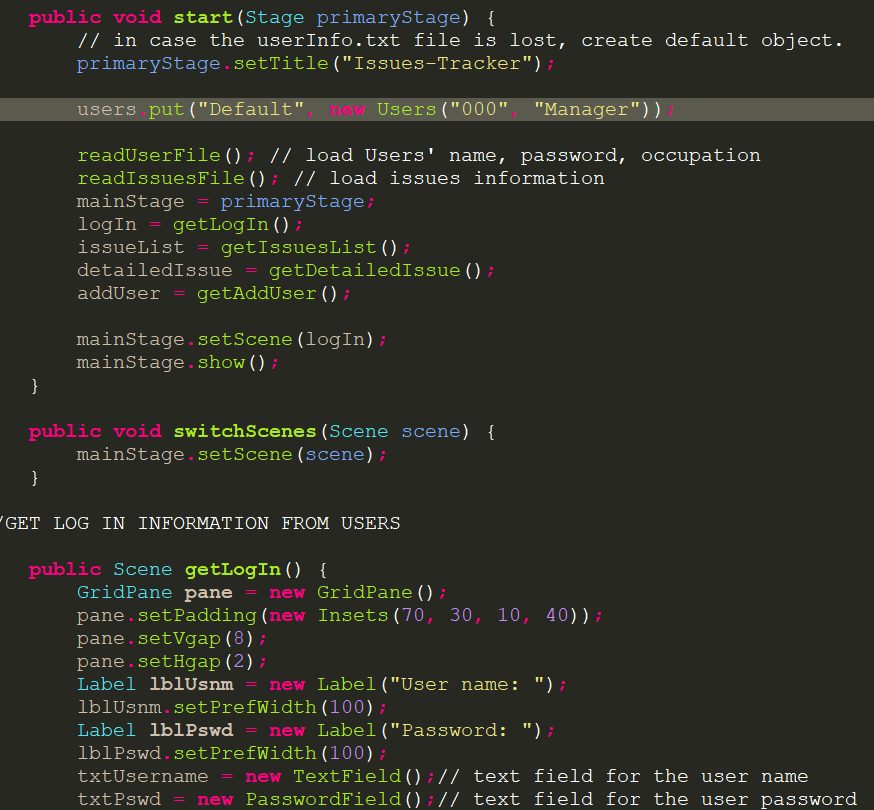 public void start(Stage primaryStage) {
// in case the userInfo.txt file is lost, create default object.
primaryStage.setTitle("Issues-Tracker");
users.put("Default", new Users("000", "Manager"));
readUserFile(); // load Users' name, password, occupation
readIssuesFile(); // load issues information
mainStage = primaryStage;
logIn = getLogIn();
issueList = getIssuesList();
detailedIssue = getDetailedIssue();
addUser = getAddUser();
mainStage.setScene(logIn);
mainStage.show();
}
public void switchScenes(Scene scene) {
mainStage.setScene(scene);
}
/GET LOG IN INFORMATION FROM USERS
public Scene getLogIn() {
GridPane pane = new GridPane();
pane.setPadding(new Insets(70, 30, 10, 40));
pane.setVgap(8);
pane.setHgap(2);
Label lblUsnm = new Label("User name: ");
lblUsnm.setPrefWidth(100);
Label lblPswd = new Label("Password: ");
lblPswd.setPrefWidth(100);
txtUsername = new TextField();// text field for the user name
txtPswd = new PasswordField();// text field for the user password